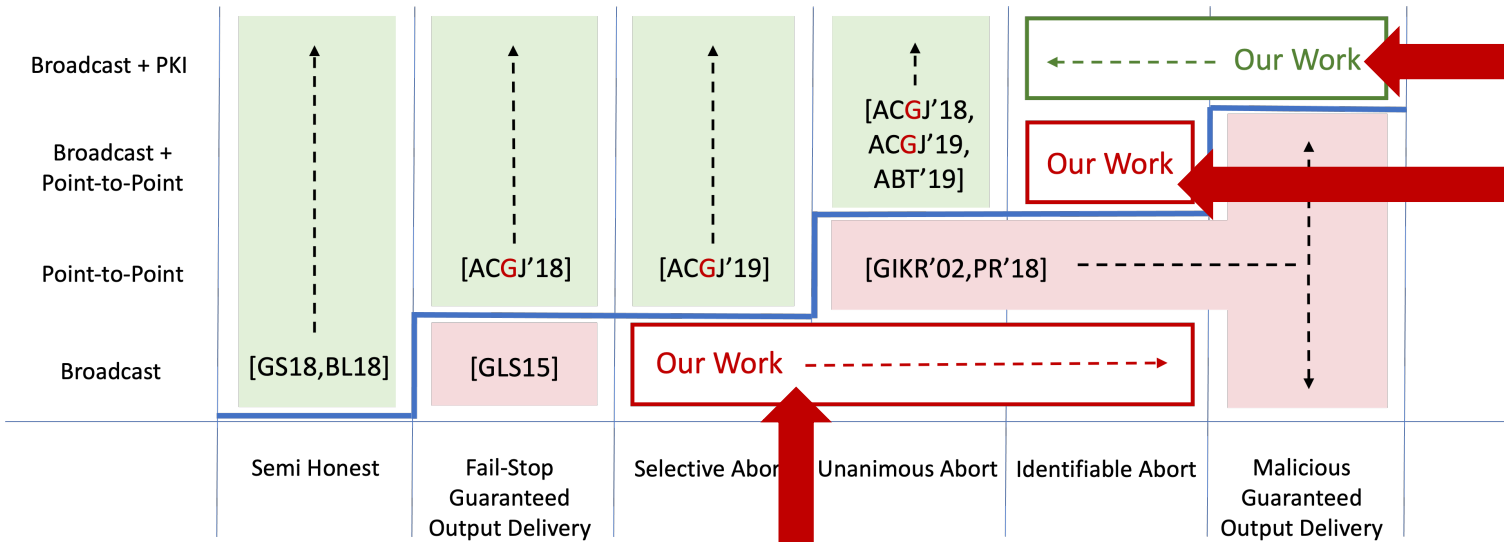 Broadcast + PKI
Our Work
Broadcast +
Point-to-Point
[ACGJ'18,
ACGJ'19,
ABT'19]
Our Work
Point-to-Point
[ACGJ'18]
[ACGJ'19]
[GIKR'02,PR'18]
Broadcast
[GS18,BL18]
[GLS15]
Our Work
Semi Honest
Fail-Stop
Guaranteed
Output Delivery
Selective Abor
Unanimous Abort
Identifiable Abort
Malicious
Guaranteed
Output Delivery